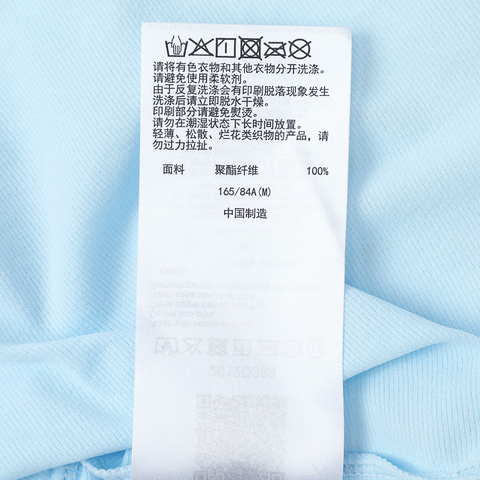 请将有色衣物和其他衣物分开洗涤。
请避免使用柔软剂。
由于反复洗涤会有印刷脱落现象发生
洗涤后请立即脱水干燥。
印刷部分请避免熨烫。
请勿在潮湿状态下长时间放置。
轻薄、松散、烂花类织物的产品，请
勿过力拉扯。
面料 聚酯纤维 100%
165/84A(M)
中国制造